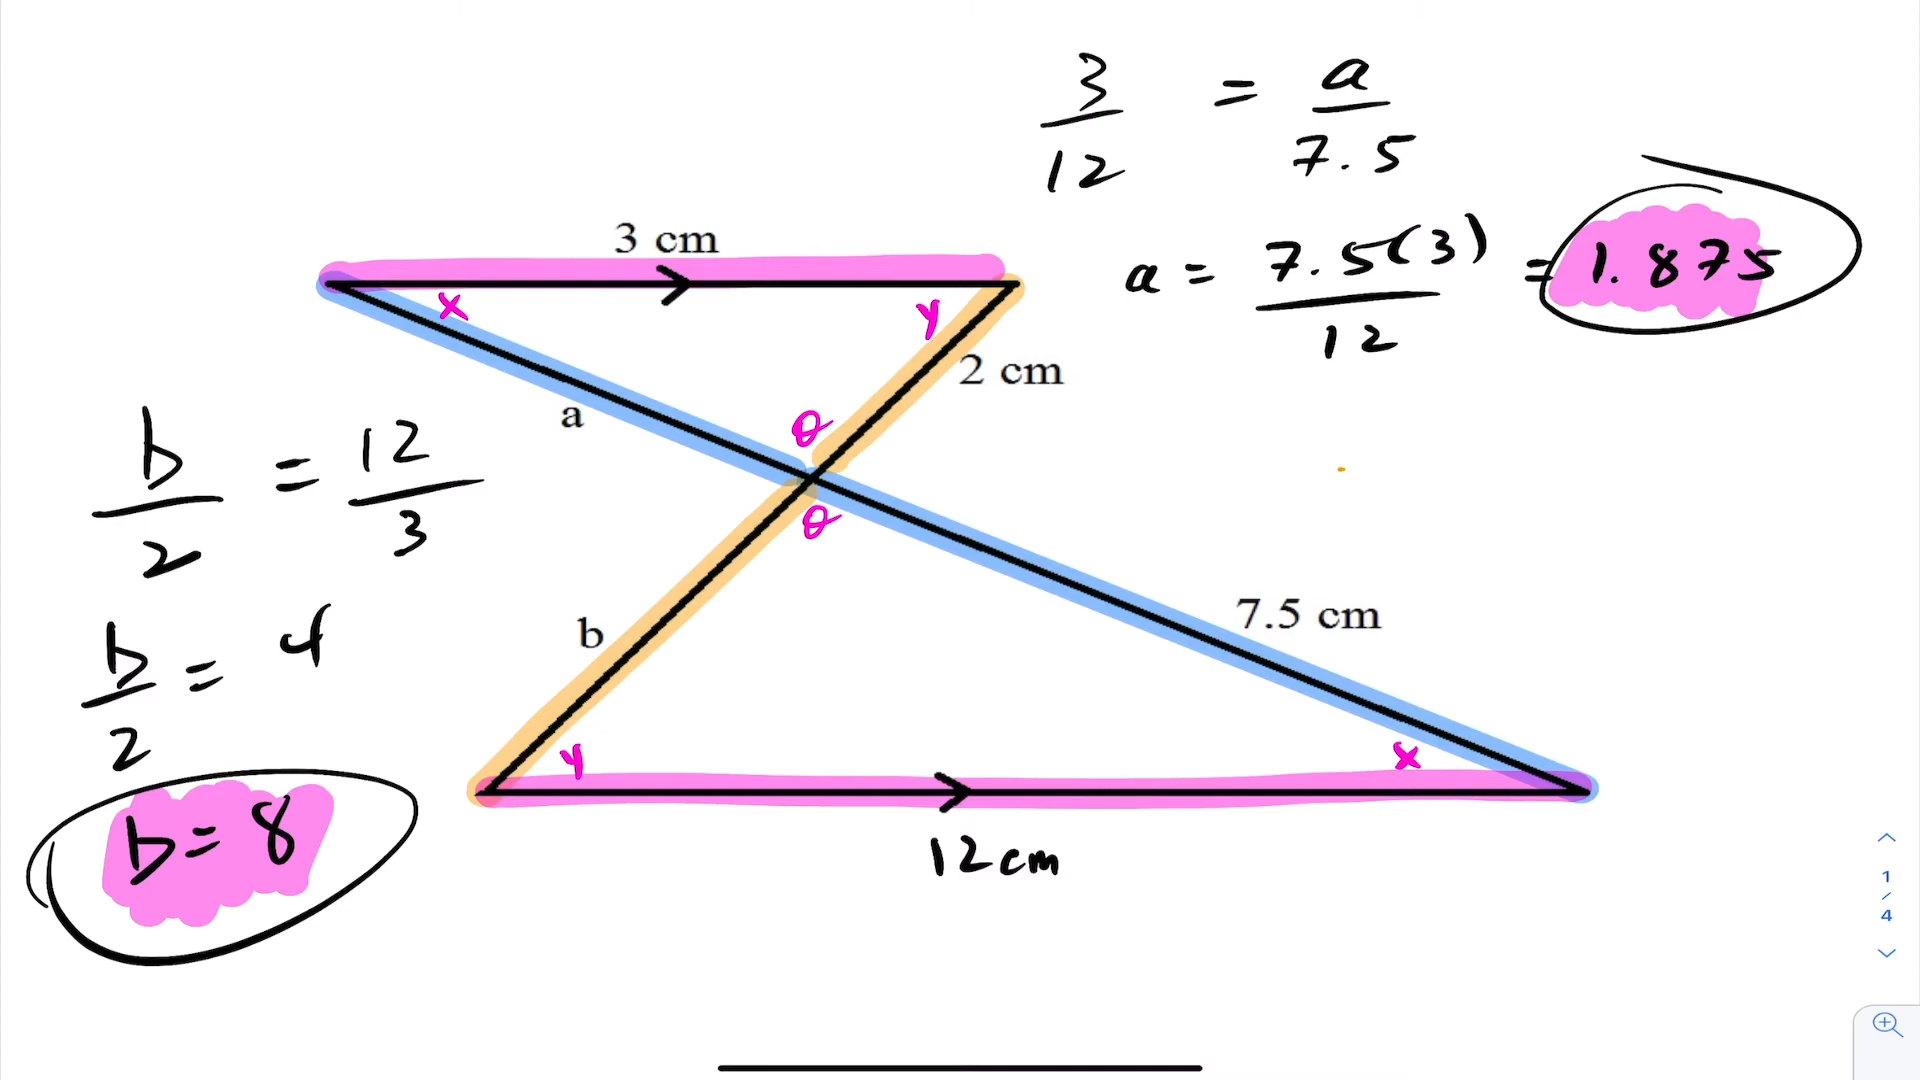 3/12 = a/7.5
a = 7.5(3)/12 = 1.875
3 cm
x
y
2 cm
a
θ
θ
b/2 = 12/3
7.5 cm
b
b/2 = 4
y
x
b = 8
12cm
1
/
4